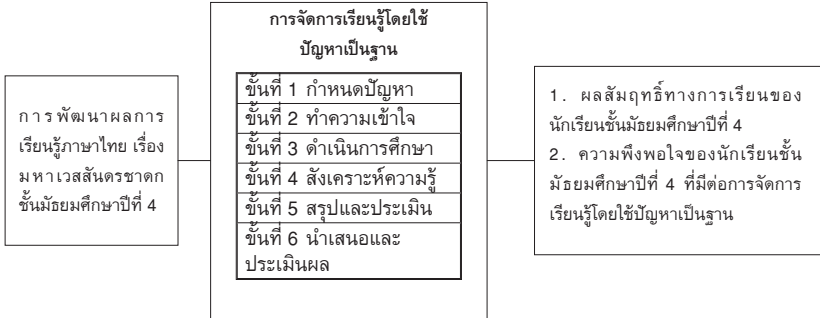 การพัฒนาผลการ
เรียนรู้ภาษาไทย เรื่อง
มหาเวสสันดรชาดก
ชั้นมัธยมศึกษาปีที่ 4
การจัดการเรียนรู้โดยใช้
ปัญหาเป็นฐาน
ขั้นที่ 1 กำหนดปัญหา
ขั้นที่ 2 ทำความเข้าใจ
ขั้นที่ 3 ดำเนินการศึกษา
ขั้นที่ 4 สังเคราะห์ความรู้
ขั้นที่ 5 สรุปและประเมิน
ขั้นที่ 6 นำเสนอและ
ประเมินผล
1. ผลสัมฤทธิ์ทางการเรียนของ
นักเรียนชั้นมัธยมศึกษาปีที่ 4
2. ความพึงพอใจของนักเรียนชั้น
มัธยมศึกษาปีที่ 4 ที่มีต่อการจัดการ
เรียนรู้โดยใช้ปัญหาเป็นฐาน